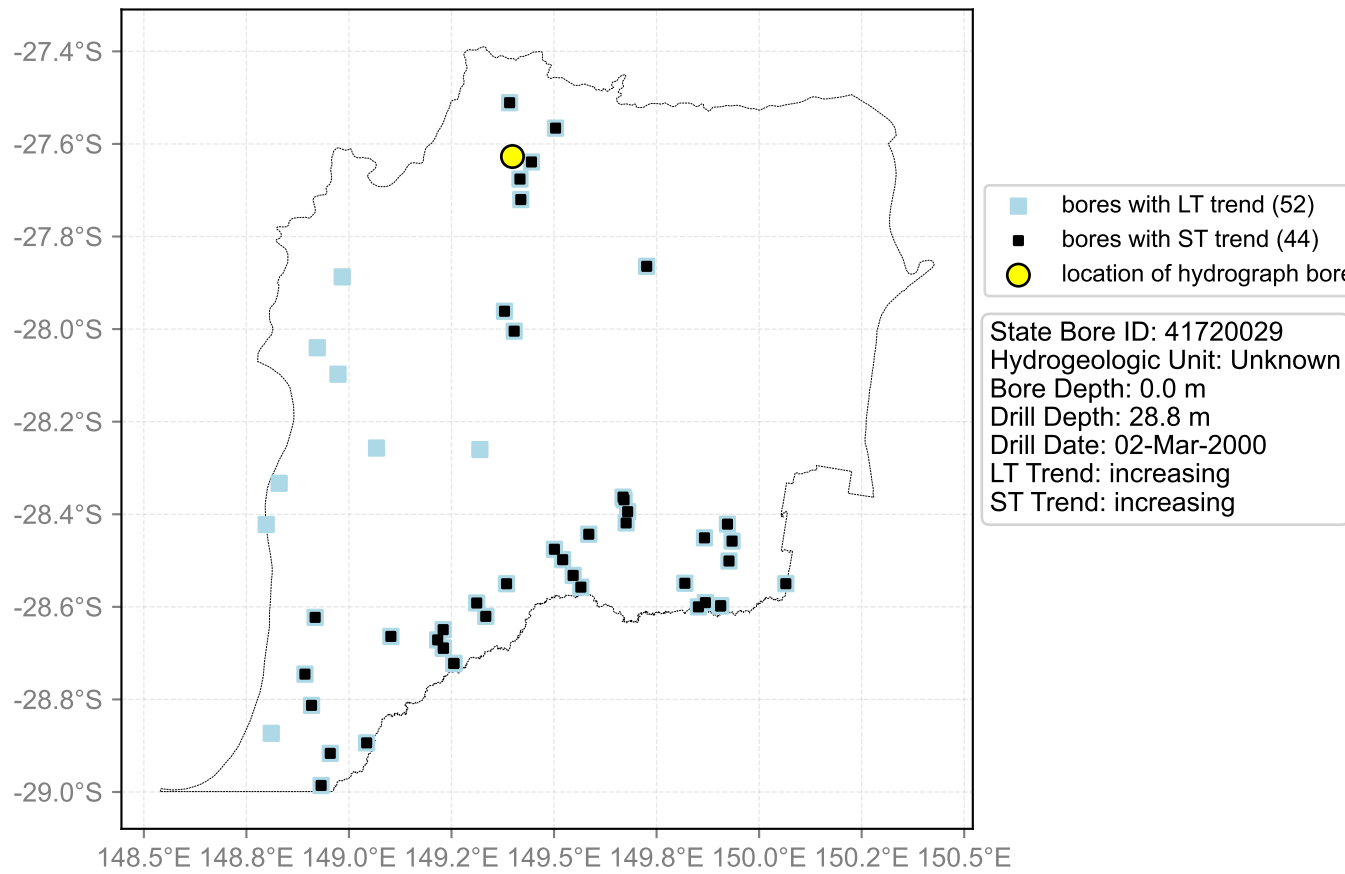 -27.4°S
-27.6°S
-27.8°S
-28.0°S
-28.2°S
-28.4°S
-28.6°S
-28.8°S
-29.0°S
148.5°E 148.8°E 149.0°E 149.2°E 149.5°E 149.8°E 150.0°E 150.2°E 150.5°E
bores with LT trend (52)
bores with ST trend (44)
location of hydrograph bore
State Bore ID: 41720029
Hydrogeologic Unit: Unknown
Bore Depth: 0.0 m
Drill Depth: 28.8 m
Drill Date: 02-Mar-2000
LT Trend: increasing
ST Trend: increasing